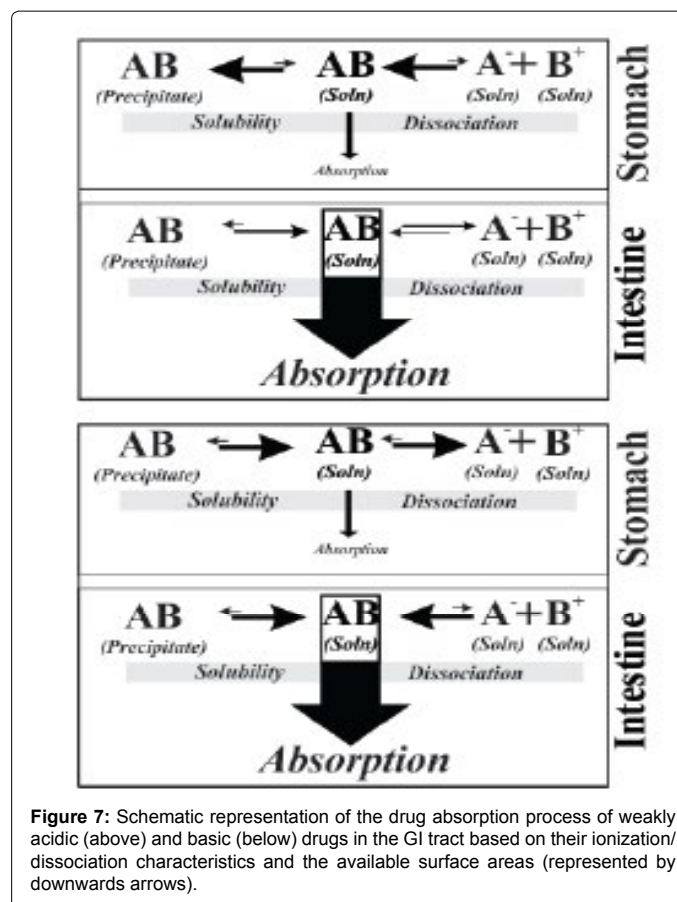 AB AB A⁻+ B⁺
(Precipitate) (Soln) (Soln) (Soln)
Solubility Dissociation
Absorption
Stomach
AB AB A⁻+ B⁺
(Precipitate) (Soln) (Soln) (Soln)
Solubility Dissociation
Absorption
Intestine
AB AB A⁻+ B⁺
(Precipitate) (Soln) (Soln) (Soln)
Solubility Dissociation
Absorption
Stomach
AB AB A⁻+ B⁺
(Precipitate) (Soln) (Soln) (Soln)
Solubility Dissociation
Absorption
Intestine
Figure 7: Schematic representation of the drug absorption process of weakly
acidic (above) and basic (below) drugs in the GI tract based on their ionization/
dissociation characteristics and the available surface areas (represented by
downwards arrows).